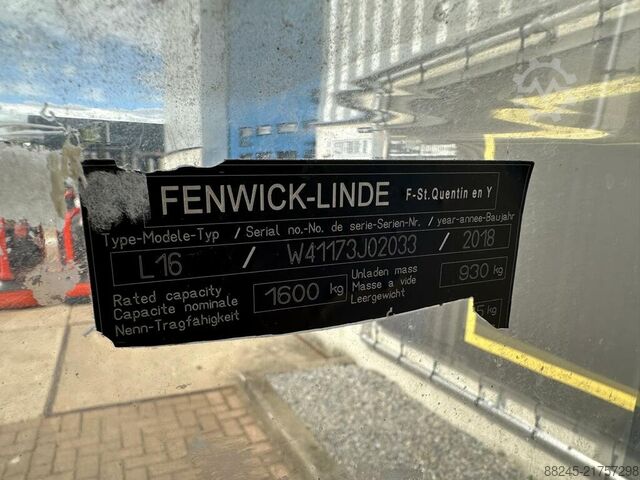 FENWICK-LINDE F-St.Quentin en Y
Type-Modele-Typ / Serial no.-No. de serie-Serien-Nr. / year-annee-Baujahr
L16 / W41173J02033 / 2018
Rated capacity
Capacite nominale
Nenn-Tragfähigkeit
1600 kg
Unladen mass
Masse a vide
Leergewicht
930 kg
5 kg
88245-21757298